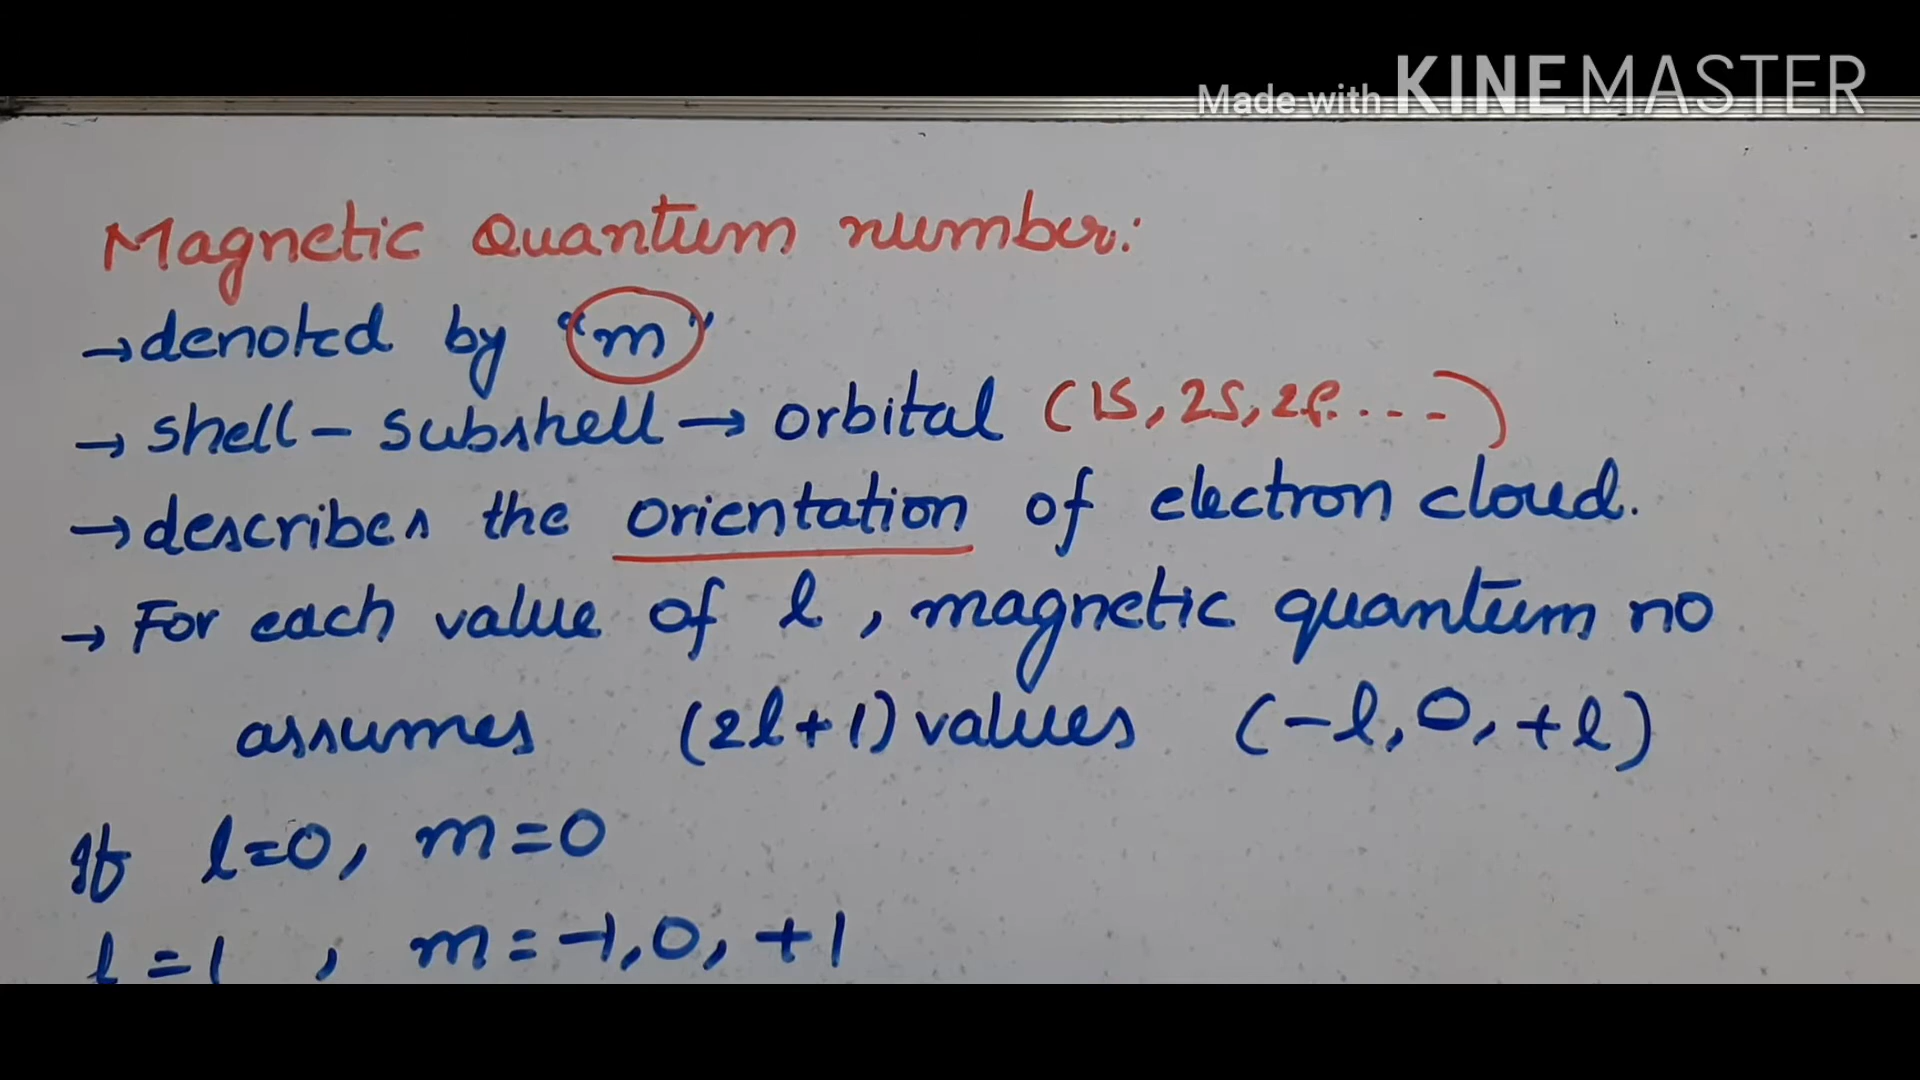 Made with KINEMASTER
Magnetic Quantum number:
→ denoted by "m"
→ shell - subshell → orbital (1s, 2s, 2p. . - - -)
→ describes the orientation of electron cloud.
→ For each value of l, magnetic quantum no
assumes (2l+1) values (-l, 0, +l)
If l=0, m=0
l=1, m=-1,0, +1